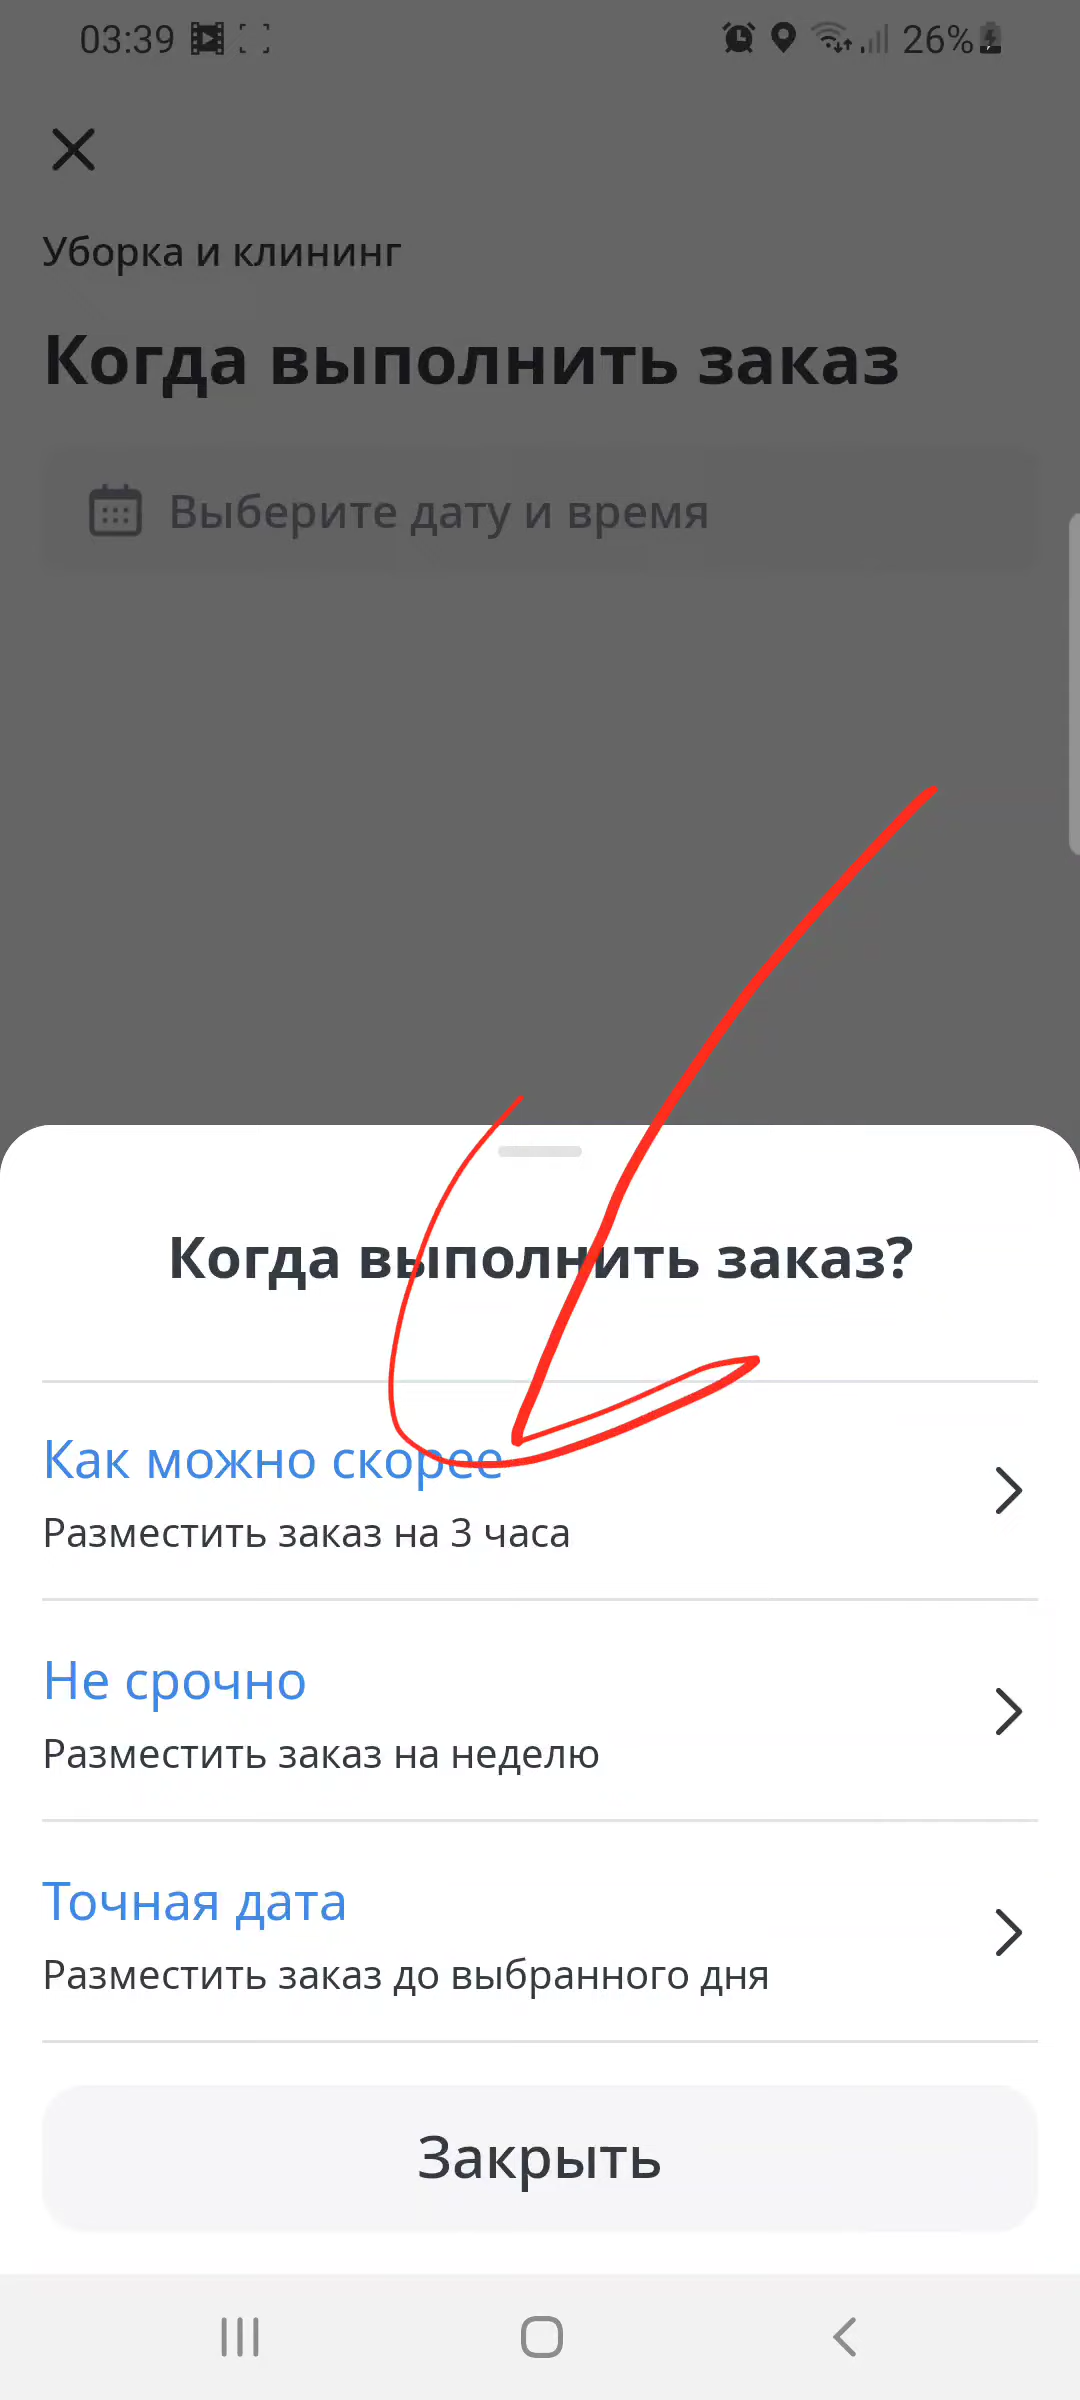 03:39
26%
Уборка и клининг
Когда выполнить заказ
Выберите дату и время
Когда выполнить заказ?
Как можно скорее
Разместить заказ на 3 часа
Не срочно
Разместить заказ на неделю
Точная дата
Разместить заказ до выбранного дня
Закрыть